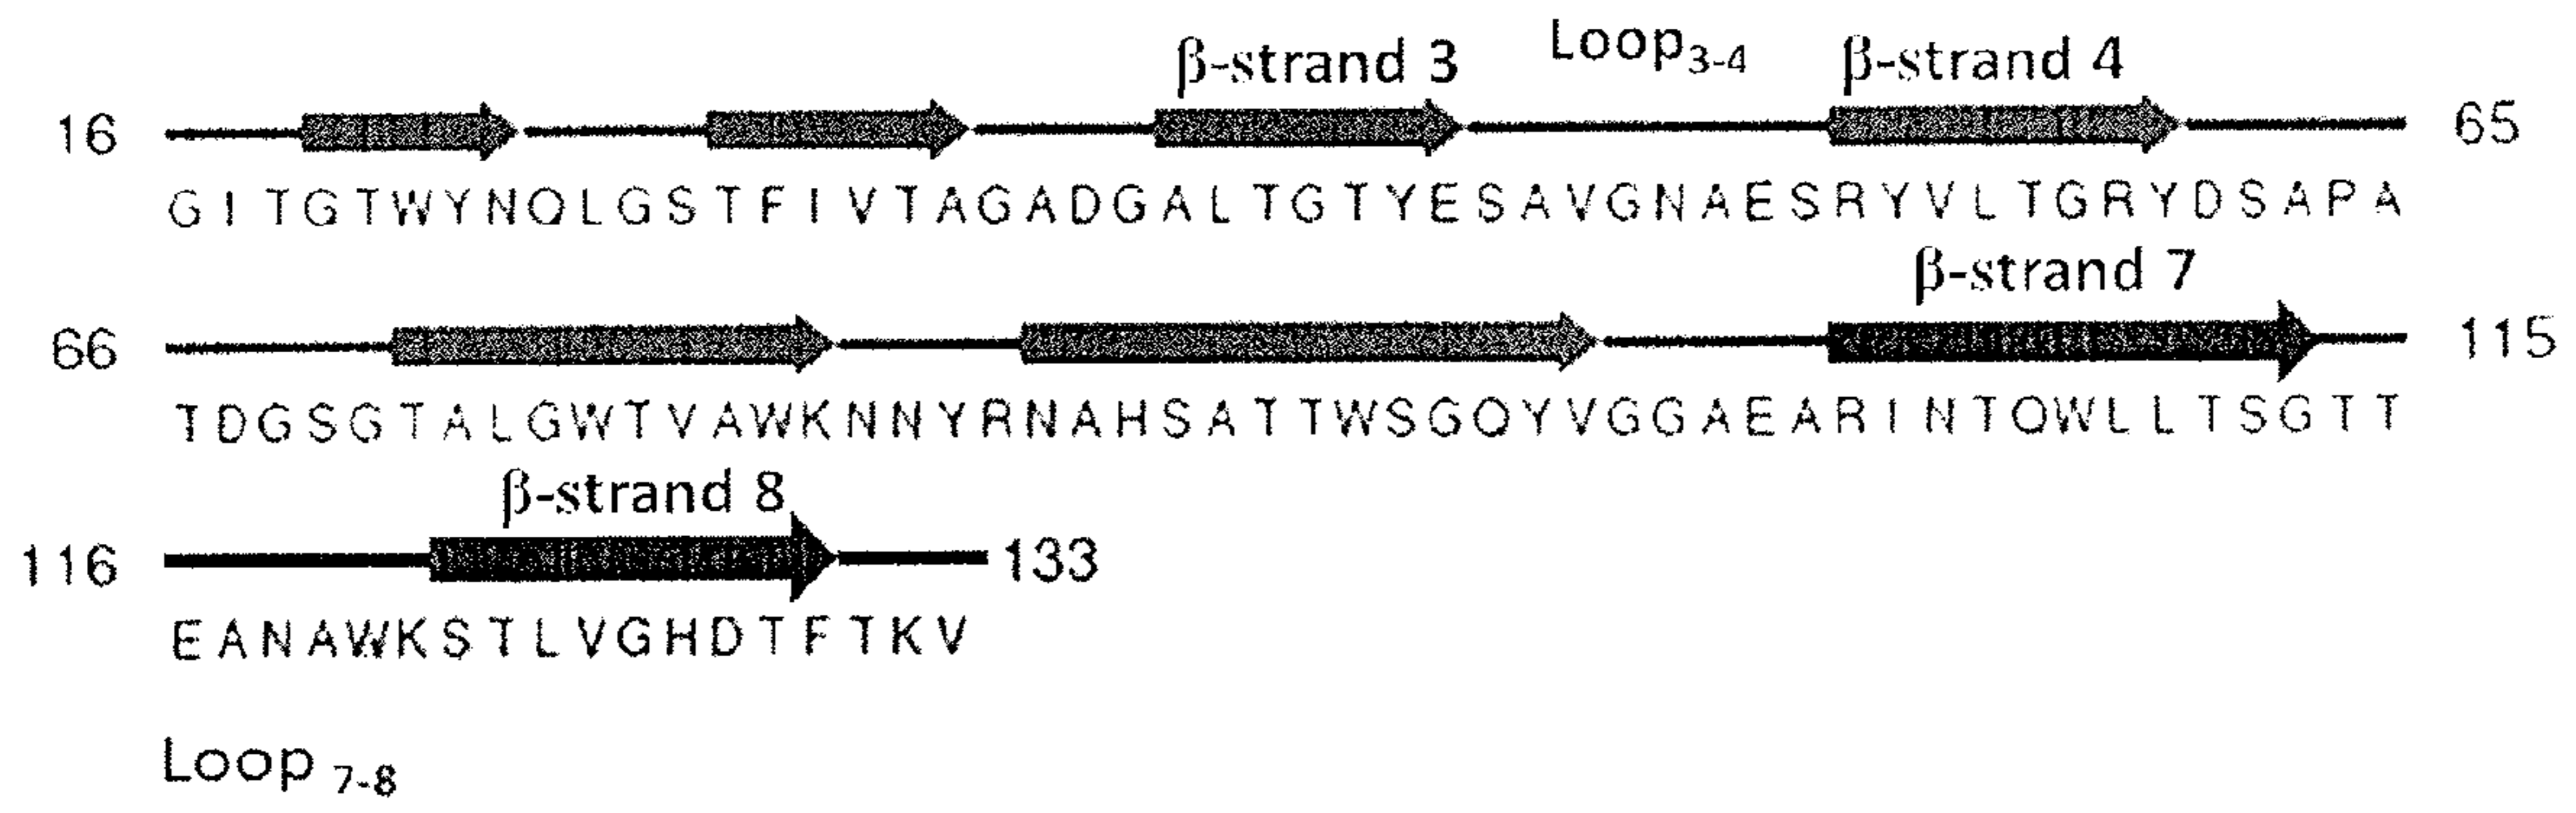 β-strand 3 Loop3-4 β-strand 4
16 65
G I T G T W Y N Q L G S T F I V T A G A D G A L T G T Y E S A V G N A E S R Y V L T G R Y D S A P A
β-strand 7
66 115
T D G S G T A L G W T V A W K N N Y R N A H S A T T W S G Q Y V G G A E A R I N T Q W L L T S G T T
β-strand 8
116 133
E A N A W K S T L V G H D T F T K V
Loop 7-8